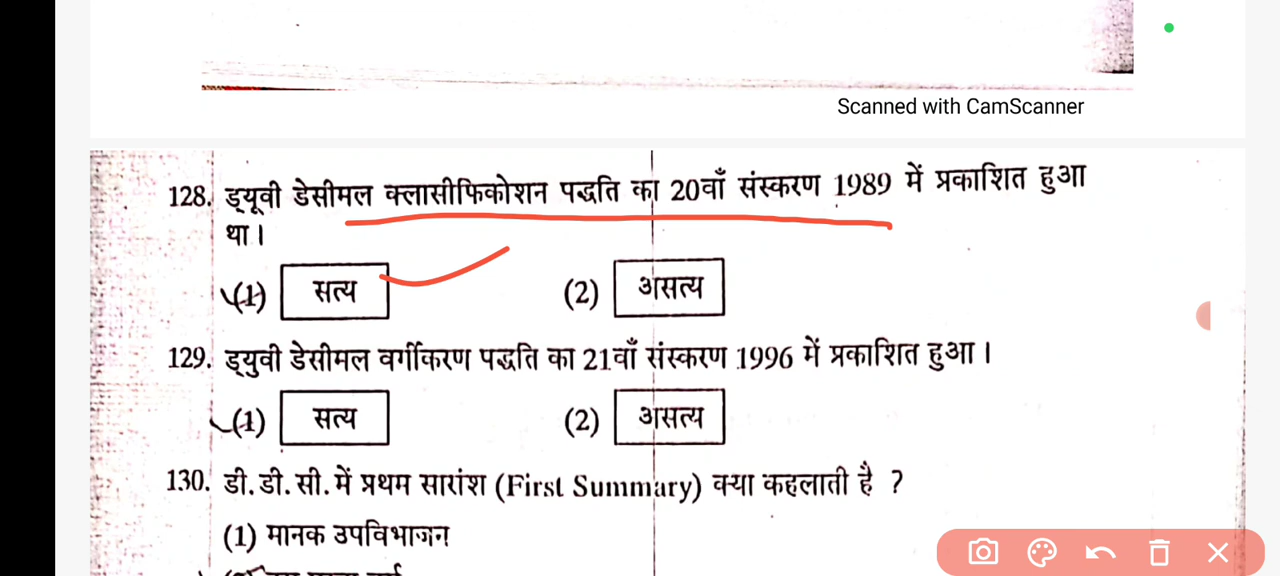 Scanned with CamScanner
128. ड्यूवी डेसीमल क्लासीफिकोशन पद्धति का 20वाँ संस्करण 1989 में प्रकाशित हुआ
था।
(1) सत्य (2) असत्य
129. ड्युवी डेसीमल वर्गीकरण पद्धति का 21वाँ संस्करण 1996 में प्रकाशित हुआ।
(1) सत्य (2) असत्य
130. डी. डी. सी. में प्रथम सारांश (First Summary) क्या कहलाती है ?
(1) मानक उपविभाजन